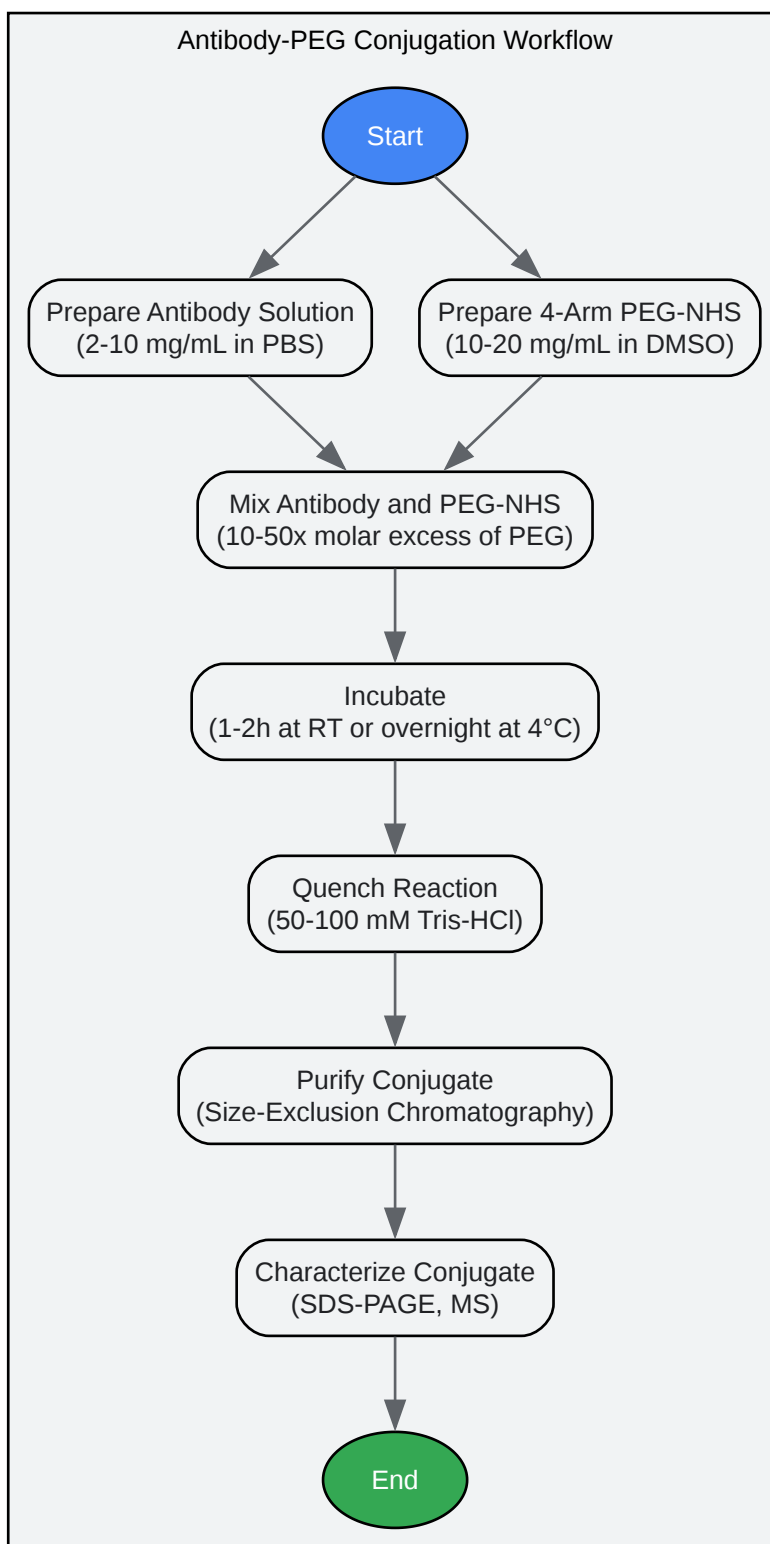 Antibody-PEG Conjugation Workflow
Start
Prepare Antibody Solution
(2-10 mg/mL in PBS)
Prepare 4-Arm PEG-NHS
(10-20 mg/mL in DMSO)
Mix Antibody and PEG-NHS
(10-50x molar excess of PEG)
Incubate
(1-2h at RT or overnight at 4°C)
Quench Reaction
(50-100 mM Tris-HCl)
Purify Conjugate
(Size-Exclusion Chromatography)
Characterize Conjugate
(SDS-PAGE, MS)
End